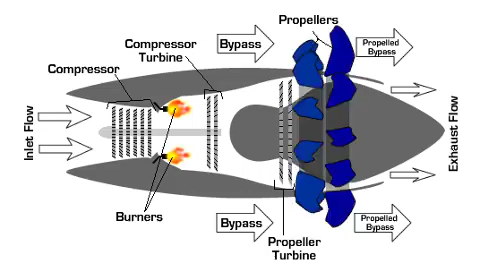 Propellers
Bypass
Propelled
Bypass
Compressor
Turbine
Compressor
Inlet Flow
Exhaust Flow
Burners
Bypass
Propelled
Bypass
Propeller
Turbine